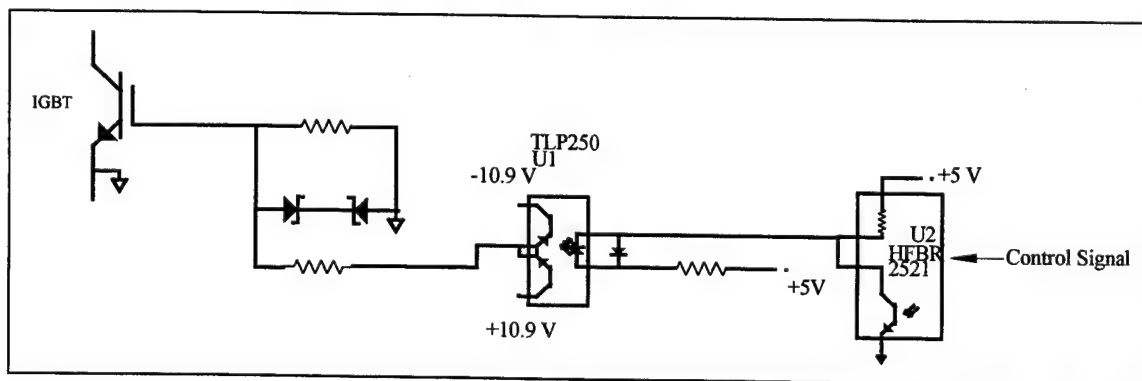 IGBT
TLP250
U1
-10.9 V
+10.9 V
+5V
+5 V
U2
HFBR
2521
Control Signal